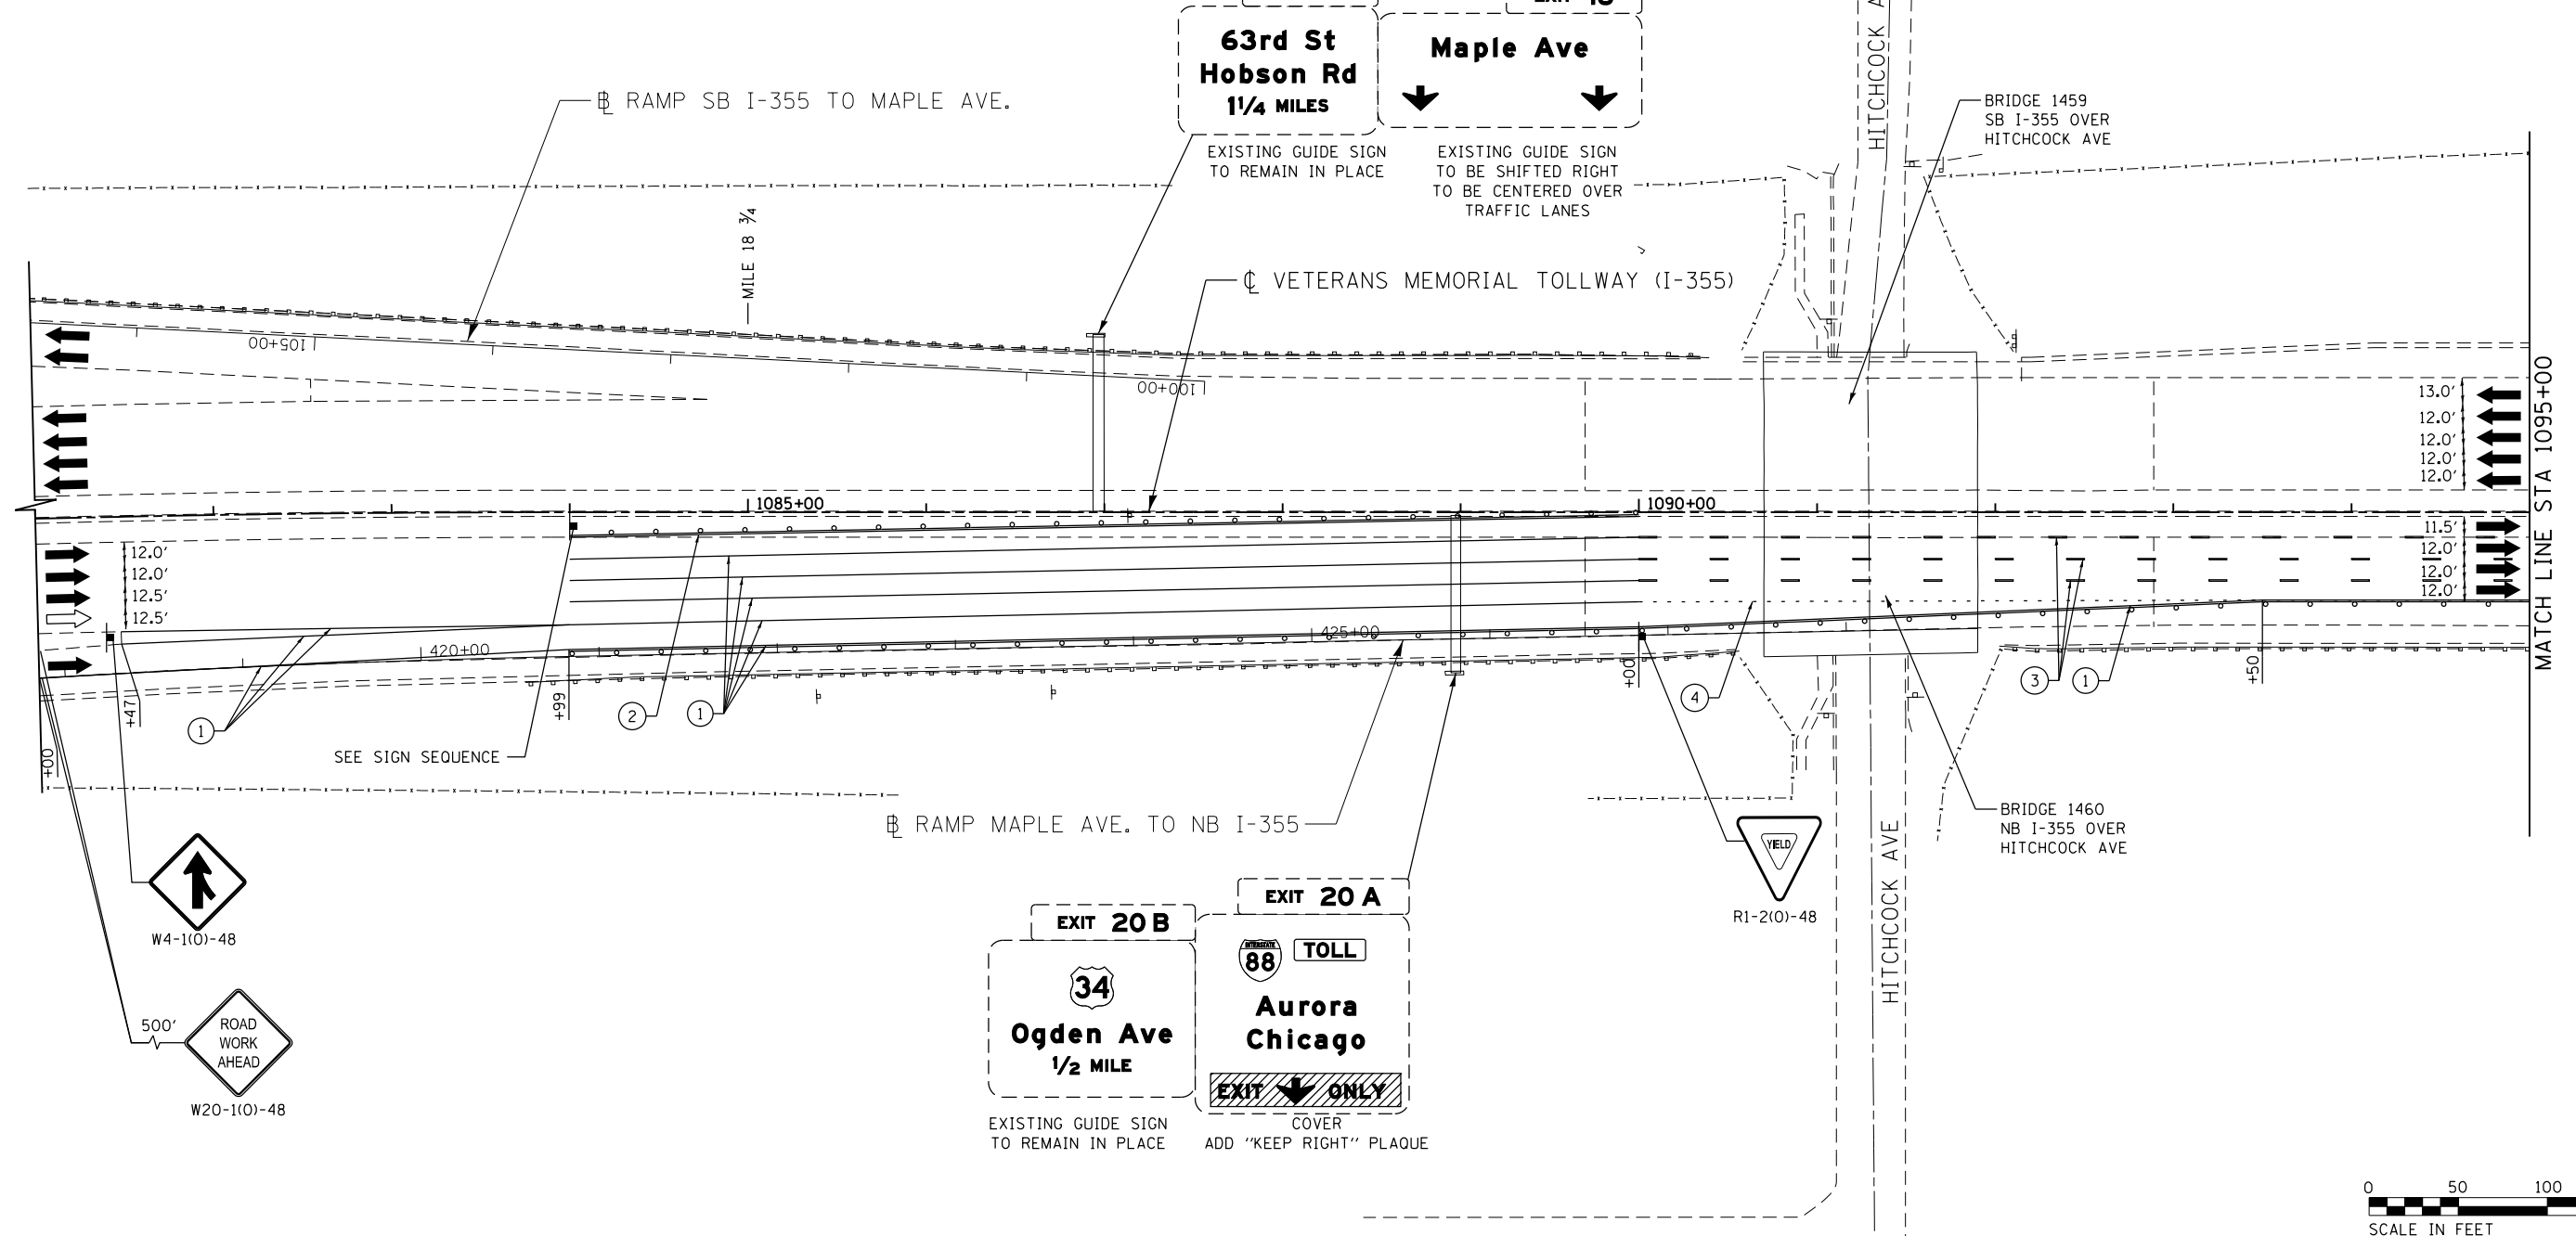 EXIT 18
63rd St
Hobson Rd
1 1/4 MILES
Maple Ave
EXISTING GUIDE SIGN
TO REMAIN IN PLACE
EXISTING GUIDE SIGN
TO BE SHIFTED RIGHT
TO BE CENTERED OVER
TRAFFIC LANES
HITCHCOCK A
BRIDGE 1459
SB I-355 OVER
HITCHCOCK AVE
℄ RAMP SB I-355 TO MAPLE AVE.
MILE 18 3/4
℄ VETERANS MEMORIAL TOLLWAY (I-355)
105+00
100+00
1085+00
1090+00
13.0'
12.0'
12.0'
12.0'
12.0'
11.5'
12.0'
12.0'
12.0'
MATCH LINE STA 1095+00
12.0'
12.0'
12.5'
12.5'
420+00
425+00
+00
+47
+99
+00
+50
1
2
1
4
3
1
SEE SIGN SEQUENCE
℄ RAMP MAPLE AVE. TO NB I-355
BRIDGE 1460
NB I-355 OVER
HITCHCOCK AVE
YIELD
R1-2(O)-48
HITCHCOCK AVE
W4-1(O)-48
500'
ROAD
WORK
AHEAD
W20-1(O)-48
EXIT 20 B
34
Ogden Ave
1/2 MILE
EXISTING GUIDE SIGN
TO REMAIN IN PLACE
EXIT 20 A
INTERSTATE
88
TOLL
Aurora
Chicago
EXIT ONLY
COVER
ADD "KEEP RIGHT" PLAQUE
0 50 100
SCALE IN FEET